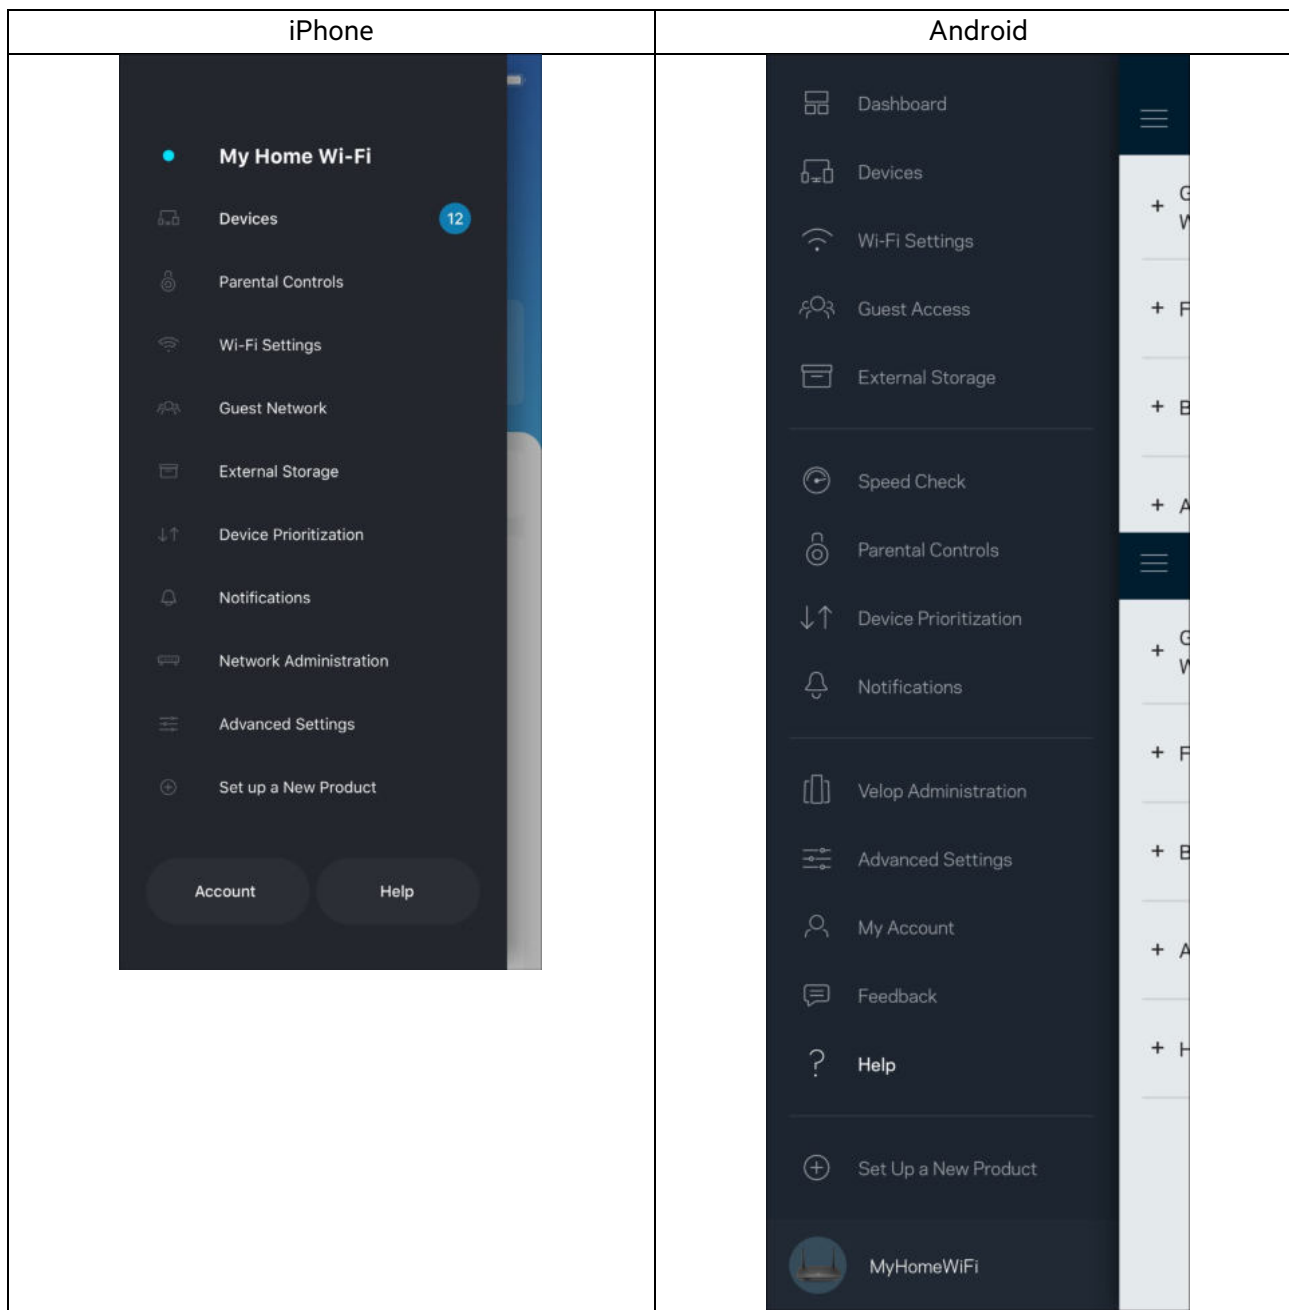 iPhone
Android
My Home Wi-Fi
Devices
12
Parental Controls
Wi-Fi Settings
Guest Network
External Storage
Device Prioritization
Notifications
Network Administration
Advanced Settings
Set up a New Product
Account
Help
Dashboard
Devices
Wi-Fi Settings
Guest Access
External Storage
Speed Check
Parental Controls
Device Prioritization
Notifications
Velop Administration
Advanced Settings
My Account
Feedback
? Help
Set Up a New Product
MyHomeWiFi
+
+ F
+ B
+ A
+
+ F
+ B
+ A
+ H